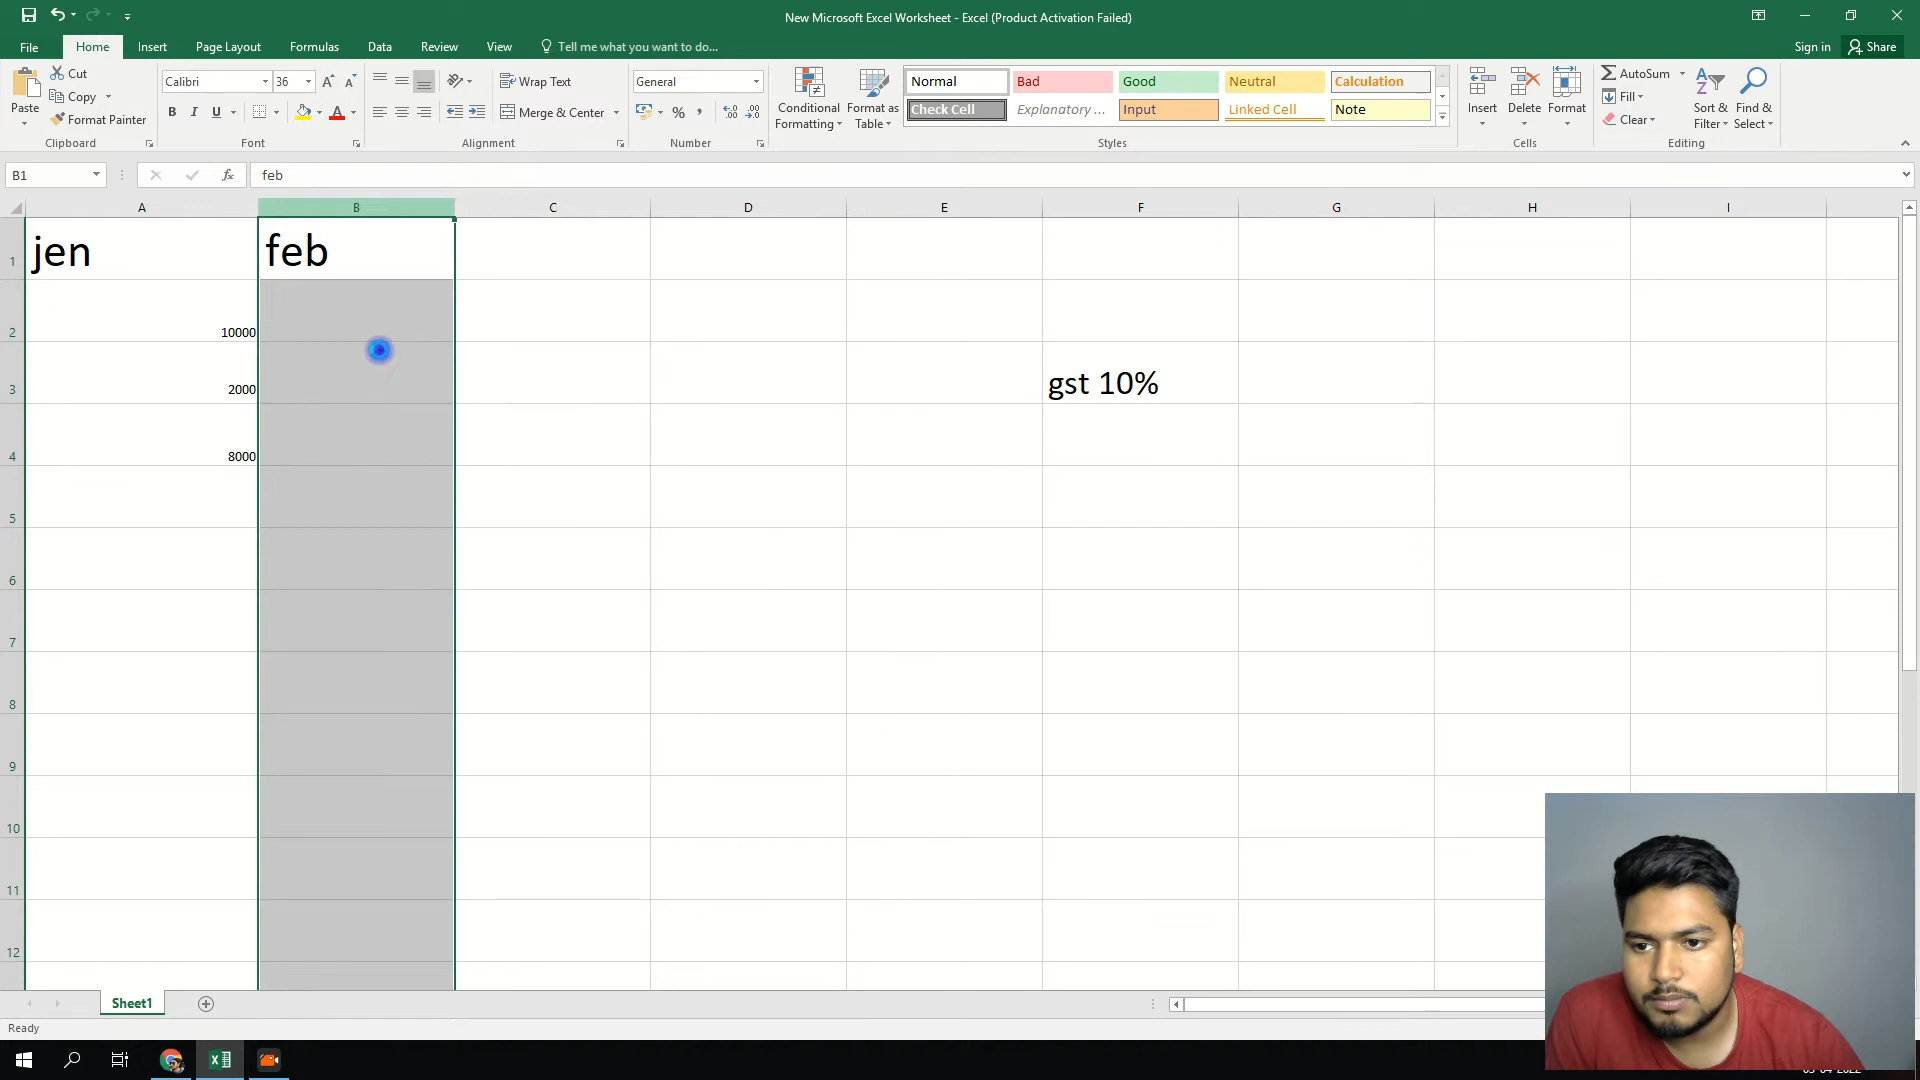 New Microsoft Excel Worksheet - Excel (Product Activation Failed)
File Home Insert Page Layout Formulas Data Review View Tell me what you want to do... Sign in Share
Paste Cut Copy Format Painter
Clipboard
Calibri 36
B I U A
Font
Wrap Text
Merge & Center
Alignment
General
% ,
Number
Conditional Formatting
Format as Table
Normal Bad Good Neutral Calculation
Check Cell Explanatory ... Input Linked Cell Note
Styles
Insert Delete Format
Cells
AutoSum
Fill
Clear
Sort & Filter
Find & Select
Editing
B1 fx feb
A B C D E F G H I
1 jen feb
2 10000
3 2000 gst 10%
4 8000
5
6
7
8
9
10
11
12
Sheet1
Ready